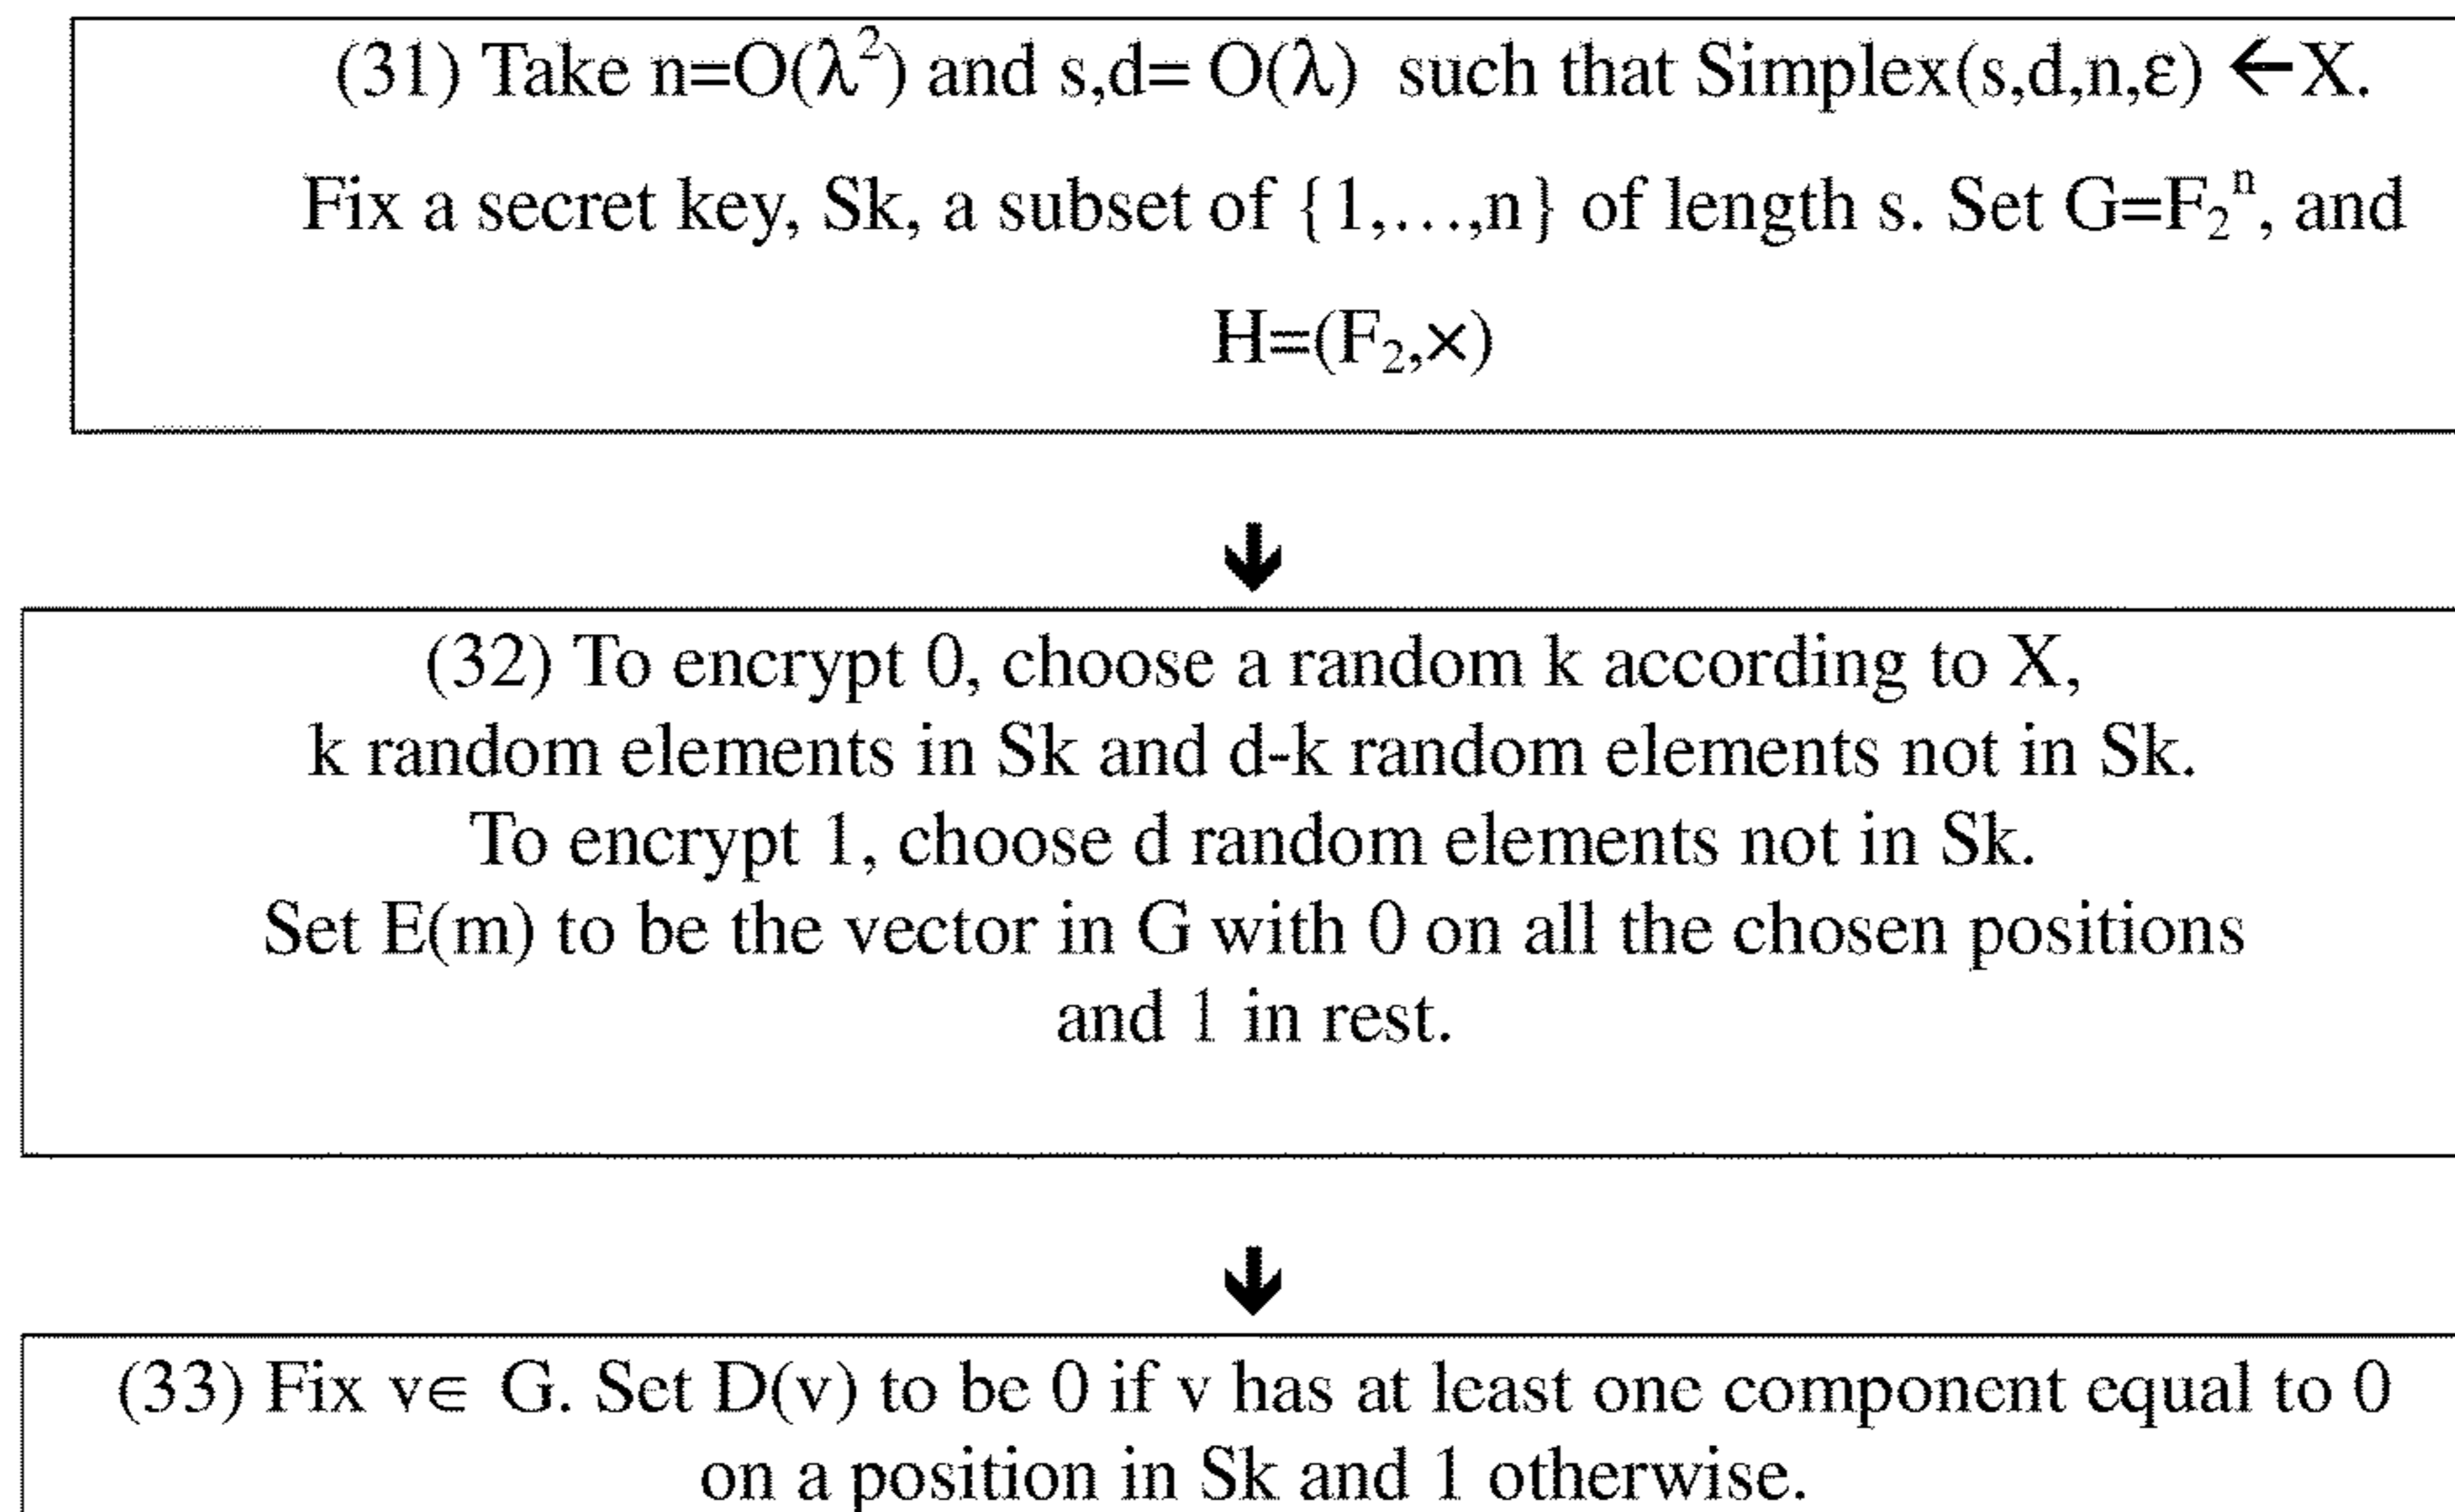 (31) Take n=O(λ²) and s,d= O(λ) such that Simplex(s,d,n,ε) ←X.
Fix a secret key, Sk, a subset of {1,…,n} of length s. Set G=F₂ⁿ, and
H=(F₂,×)
(32) To encrypt 0, choose a random k according to X,
k random elements in Sk and d-k random elements not in Sk.
To encrypt 1, choose d random elements not in Sk.
Set E(m) to be the vector in G with 0 on all the chosen positions
and 1 in rest.
(33) Fix v∈ G. Set D(v) to be 0 if v has at least one component equal to 0
on a position in Sk and 1 otherwise.